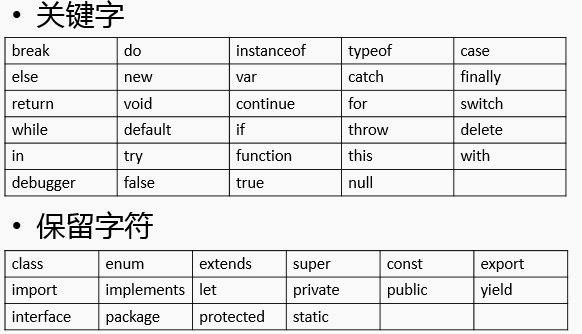 • 关键字
break do instanceof typeof case
else new var catch finally
return void continue for switch
while default if throw delete
in try function this with
debugger false true null
• 保留字符
class enum extends super const export
import implements let private public yield
interface package protected static